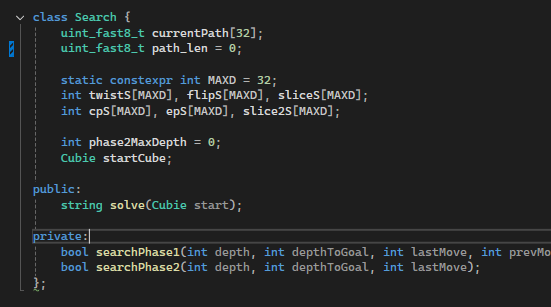 class Search {
uint_fast8_t currentPath[32];
uint_fast8_t path_len = 0;
static constexpr int MAXD = 32;
int twistS[MAXD], flipS[MAXD], sliceS[MAXD];
int cpS[MAXD], epS[MAXD], slice2S[MAXD];
int phase2MaxDepth = 0;
Cubie startCube;
public:
string solve(Cubie start);
private:
bool searchPhase1(int depth, int depthToGoal, int lastMove, int prevMo
bool searchPhase2(int depth, int depthToGoal, int lastMove);
};